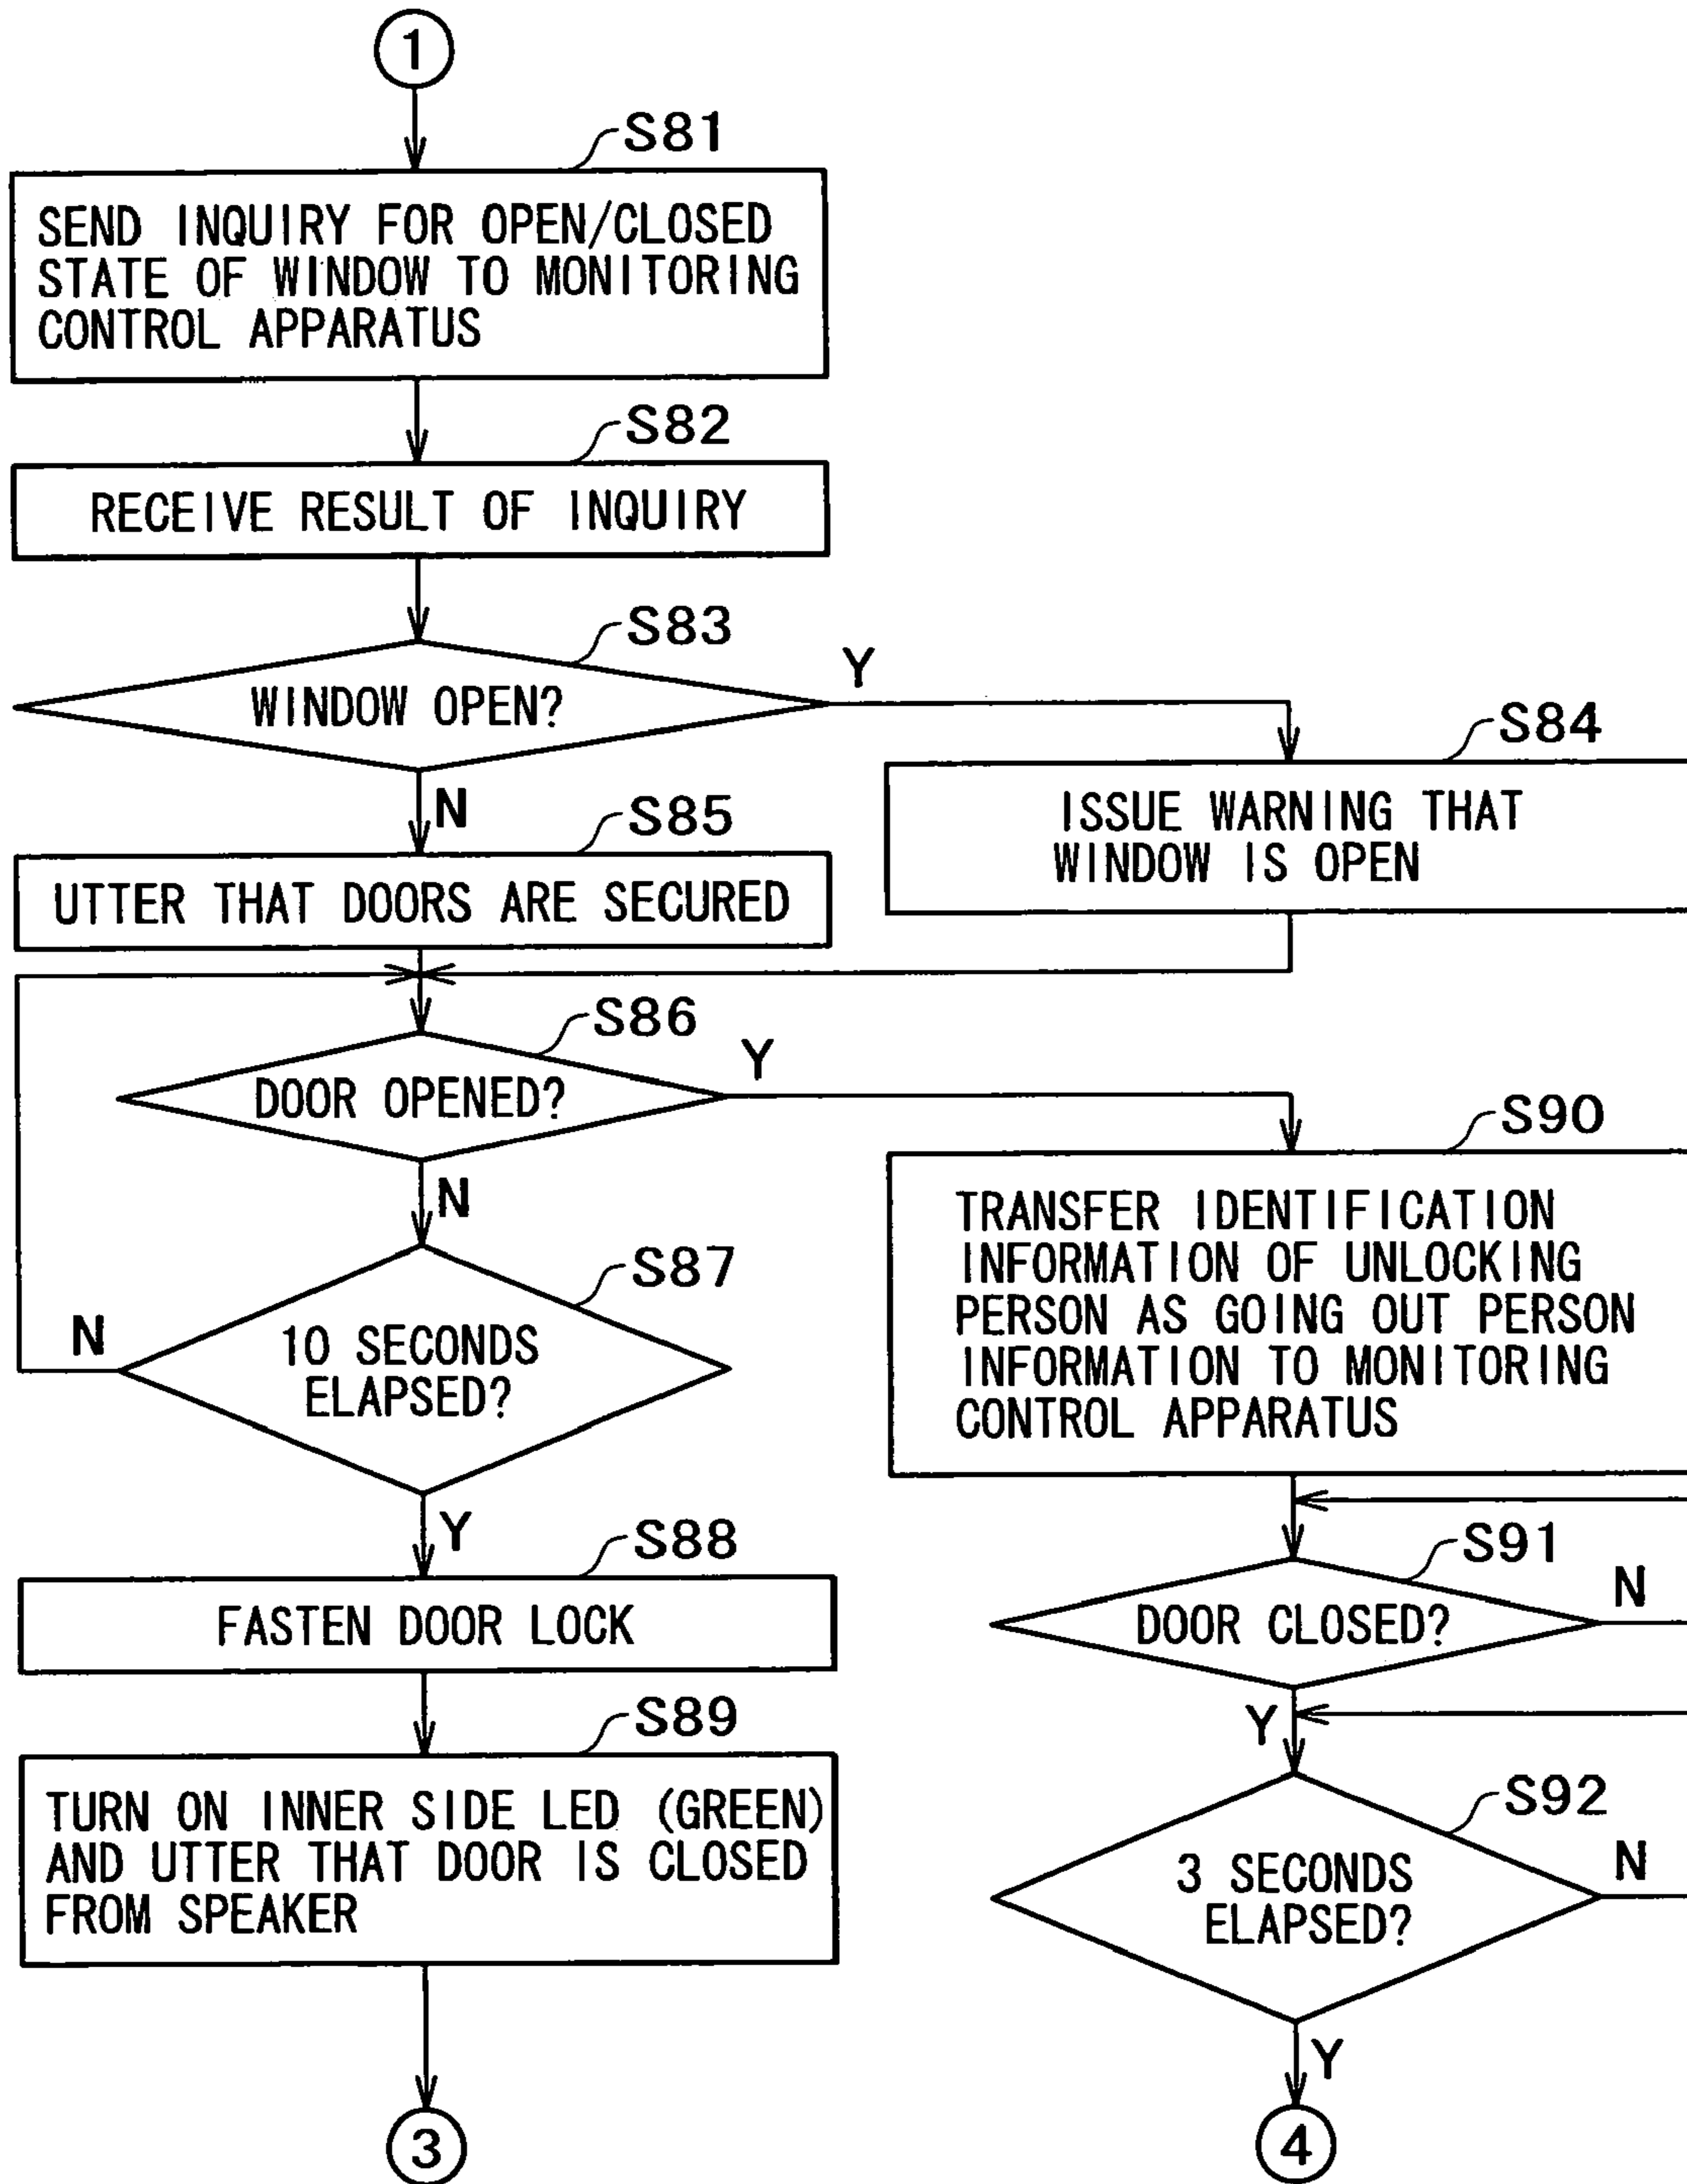 1
S81
SEND INQUIRY FOR OPEN/CLOSED
STATE OF WINDOW TO MONITORING
CONTROL APPARATUS
S82
RECEIVE RESULT OF INQUIRY
S83
WINDOW OPEN?
Y
N
S84
ISSUE WARNING THAT
WINDOW IS OPEN
S85
UTTER THAT DOORS ARE SECURED
S86
DOOR OPENED?
Y
N
S87
10 SECONDS
ELAPSED?
N
Y
S88
FASTEN DOOR LOCK
S89
TURN ON INNER SIDE LED (GREEN)
AND UTTER THAT DOOR IS CLOSED
FROM SPEAKER
3
S90
TRANSFER IDENTIFICATION
INFORMATION OF UNLOCKING
PERSON AS GOING OUT PERSON
INFORMATION TO MONITORING
CONTROL APPARATUS
S91
DOOR CLOSED?
N
Y
S92
3 SECONDS
ELAPSED?
N
Y
4